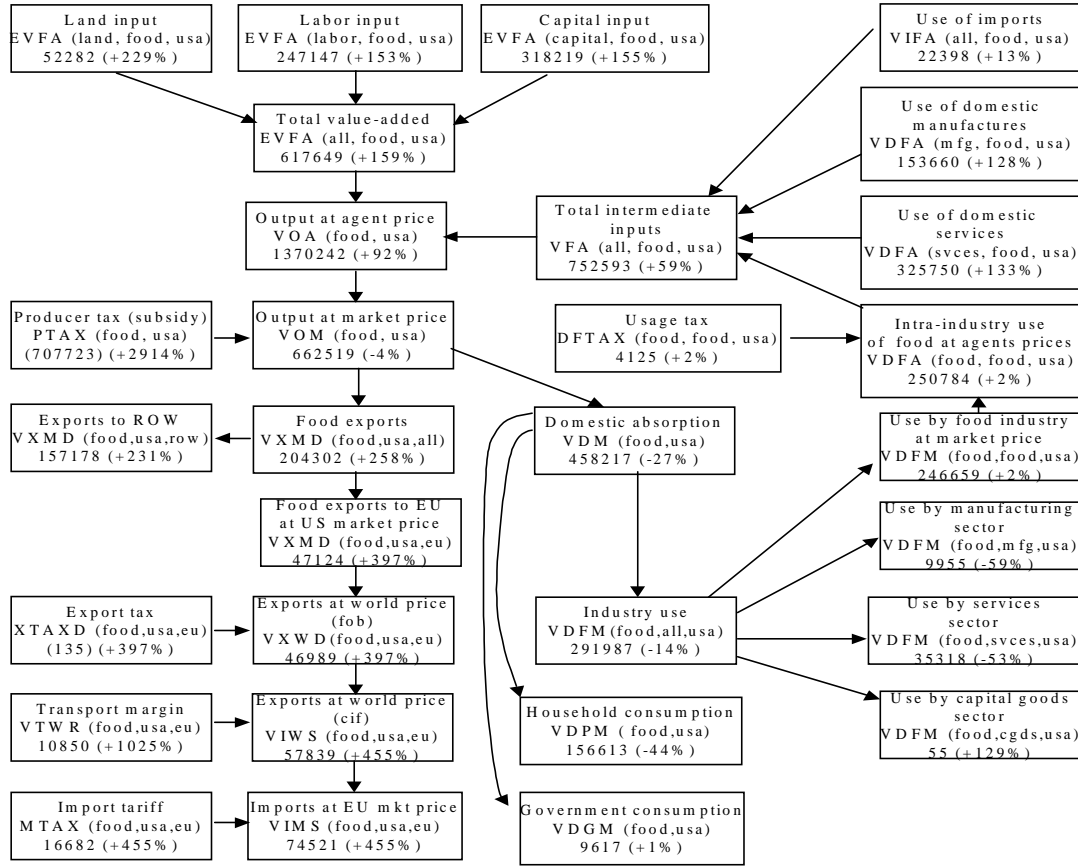 Land input
EVFA (land, food, usa)
52282 (+229%)
Labor input
EVFA (labor, food, usa)
247147 (+153%)
Capital input
EVFA (capital, food, usa)
318219 (+155%)
Use of imports
VIFA (all, food, usa)
22398 (+13%)
Total value-added
EVFA (all, food, usa)
617649 (+159%)
Use of domestic
manufactures
VDFA (mfg, food, usa)
153660 (+128%)
Output at agent price
VOA (food, usa)
1370242 (+92%)
Total intermediate
inputs
VFA (all, food, usa)
752593 (+59%)
Use of domestic
services
VDFA (svces, food, usa)
325750 (+133%)
Producer tax (subsidy)
PTAX (food, usa)
(707723) (+2914%)
Output at market price
VOM (food, usa)
662519 (-4%)
Usage tax
DFTAX (food, food, usa)
4125 (+2%)
Intra-industry use
of food at agents prices
VDFA (food, food, usa)
250784 (+2%)
Exports to ROW
VXMD (food,usa,row)
157178 (+231%)
Food exports
VXMD (food,usa,all)
204302 (+258%)
Domestic absorption
VDM (food,usa)
458217 (-27%)
Use by food industry
at market price
VDFM (food,food,usa)
246659 (+2%)
Food exports to EU
at US market price
VXMD (food,usa,eu)
47124 (+397%)
Use by manufacturing
sector
VDFM (food,mfg,usa)
9955 (-59%)
Export tax
XTAXD (food,usa,eu)
(135) (+397%)
Exports at world price
(fob)
VXWD(food,usa,eu)
46989 (+397%)
Industry use
VDFM(food,all,usa)
291987 (-14%)
Use by services
sector
VDFM (food,svces,usa)
35318 (-53%)
Transport margin
VTWR (food,usa,eu)
10850 (+1025%)
Exports at world price
(cif)
VIWS (food,usa,eu)
57839 (+455%)
Household consumption
VDPM ( food,usa)
156613 (-44%)
Use by capital goods
sector
VDFM (food,cgds,usa)
55 (+129%)
Import tariff
MTAX (food,usa,eu)
16682 (+455%)
Imports at EU mkt price
VIMS (food,usa,eu)
74521 (+455%)
Government consumption
VDGM (food,usa)
9617 (+1%)